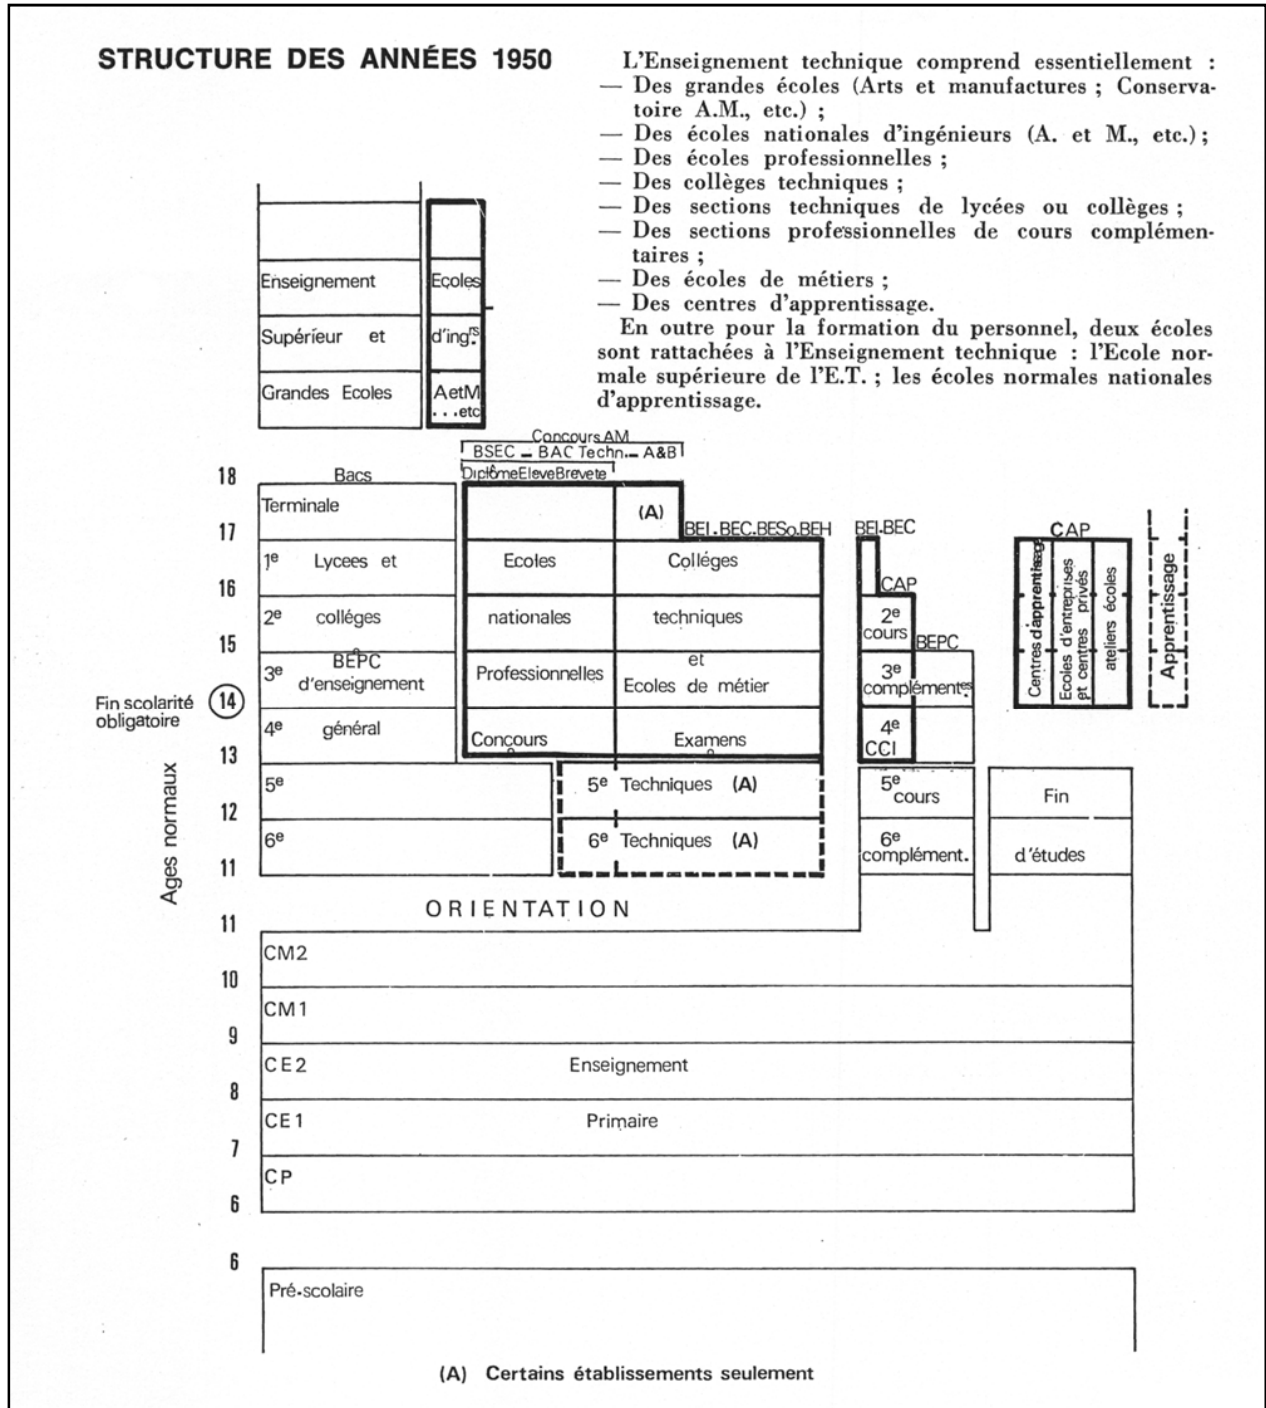 STRUCTURE DES ANNÉES 1950
L'Enseignement technique comprend essentiellement :
— Des grandes écoles (Arts et manufactures ; Conserva-
toire A.M., etc.) ;
— Des écoles nationales d'ingénieurs (A. et M., etc.) ;
— Des écoles professionnelles ;
— Des collèges techniques ;
— Des sections techniques de lycées ou collèges ;
— Des sections professionnelles de cours complémen-
taires ;
— Des écoles de métiers ;
— Des centres d'apprentissage.
En outre pour la formation du personnel, deux écoles
sont rattachées à l'Enseignement technique : l'Ecole nor-
male supérieure de l'E.T. ; les écoles normales nationales
d'apprentissage.
Enseignement
Supérieur et
Grandes Ecoles
Ecoles
d'ingrs.
AetM
...etc
Concours AM
BSEC - BAC Techn. - A&B
Diplôme Eleve Brevete
18
Bacs
Terminale
(A)
17
BEI.BEC.BESo.BEH
BEI-BEC
CAP
1e Lycees et
Ecoles
Colléges
16
CAP
2e colléges
nationales
techniques
2e
cours
15
BEPC
BEPC
3e d'enseignement
Professionnelles
et
Ecoles de métier
3e
complémentes.
Fin scolarité
obligatoire
14
4e général
Concours
Examens
4e
CCI
13
5e
5e Techniques (A)
5e
cours
Fin
12
6e
6e Techniques (A)
6e
complément.
d'études
11
Centres d'apprentissage
Ecoles d'entreprises
et centres privés
ateliers écoles
Apprentissage
Ages normaux
ORIENTATION
11
CM2
10
CM1
9
CE2
Enseignement
8
CE1
Primaire
7
CP
6
6
Pré-scolaire
(A) Certains établissements seulement